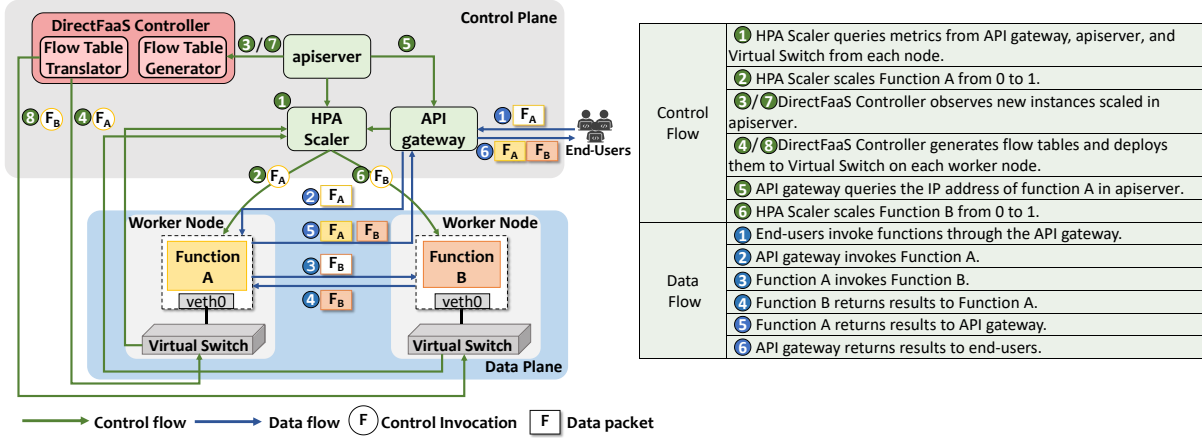 Control Plane
DirectFaaS Controller
Flow Table
Translator
Flow Table
Generator
3/7
apiserver
5
8 FB
4 FA
1
HPA
Scaler
API
gateway
1 FA
6 FA FB
End-Users
2 FA
6 FB
2 FA
Worker Node
Worker Node
5 FA FB
Function
A
3 FB
Function
B
4 FB
veth0
veth0
Virtual Switch
Virtual Switch
Data Plane
Control flow
Data flow
F Control Invocation
F Data packet
Control
Flow
1 HPA Scaler queries metrics from API gateway, apiserver, and
Virtual Switch from each node.
2 HPA Scaler scales Function A from 0 to 1.
3/7DirectFaaS Controller observes new instances scaled in
apiserver.
4/8DirectFaaS Controller generates flow tables and deploys
them to Virtual Switch on each worker node.
5 API gateway queries the IP address of function A in apiserver.
6 HPA Scaler scales Function B from 0 to 1.
Data
Flow
1 End-users invoke functions through the API gateway.
2 API gateway invokes Function A.
3 Function A invokes Function B.
4 Function B returns results to Function A.
5 Function A returns results to API gateway.
6 API gateway returns results to end-users.